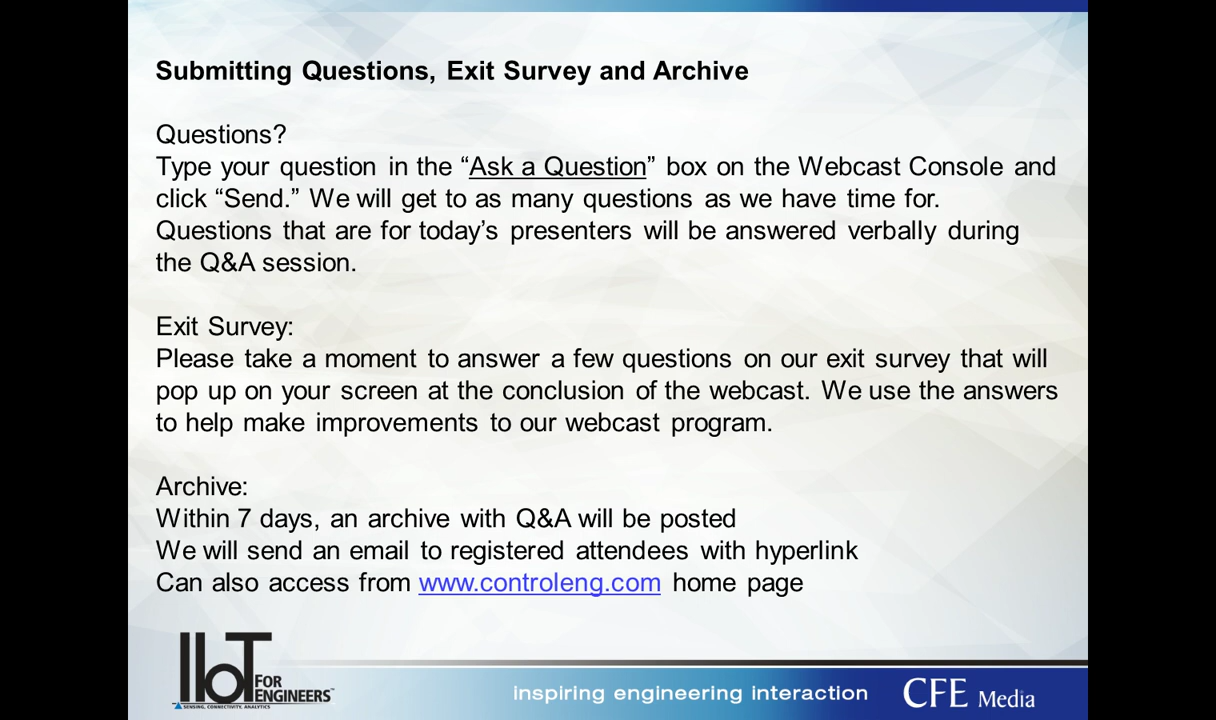 Submitting Questions, Exit Survey and Archive
Questions?
Type your question in the “Ask a Question” box on the Webcast Console and
click “Send.” We will get to as many questions as we have time for.
Questions that are for today’s presenters will be answered verbally during
the Q&A session.
Exit Survey:
Please take a moment to answer a few questions on our exit survey that will
pop up on your screen at the conclusion of the webcast. We use the answers
to help make improvements to our webcast program.
Archive:
Within 7 days, an archive with Q&A will be posted
We will send an email to registered attendees with hyperlink
Can also access from www.controleng.com home page
IIoT FOR
ENGINEERS™
SENSING, CONNECTIVITY, ANALYTICS
inspiring engineering interaction
CFE Media